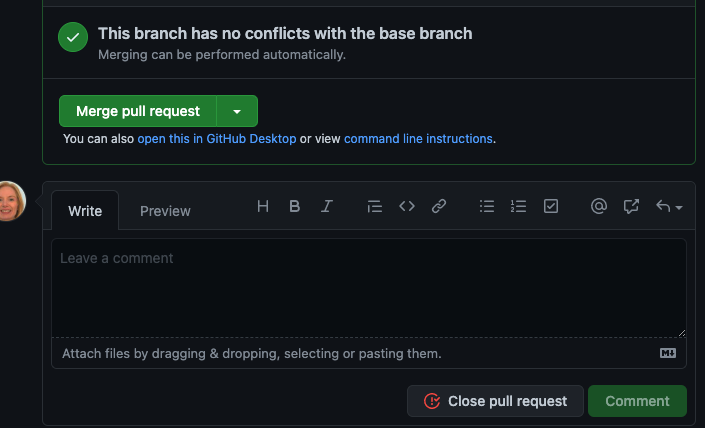 This branch has no conflicts with the base branch
Merging can be performed automatically.
Merge pull request
You can also open this in GitHub Desktop or view command line instructions.
Write Preview H B I @
Leave a comment
Attach files by dragging & dropping, selecting or pasting them.
Close pull request Comment